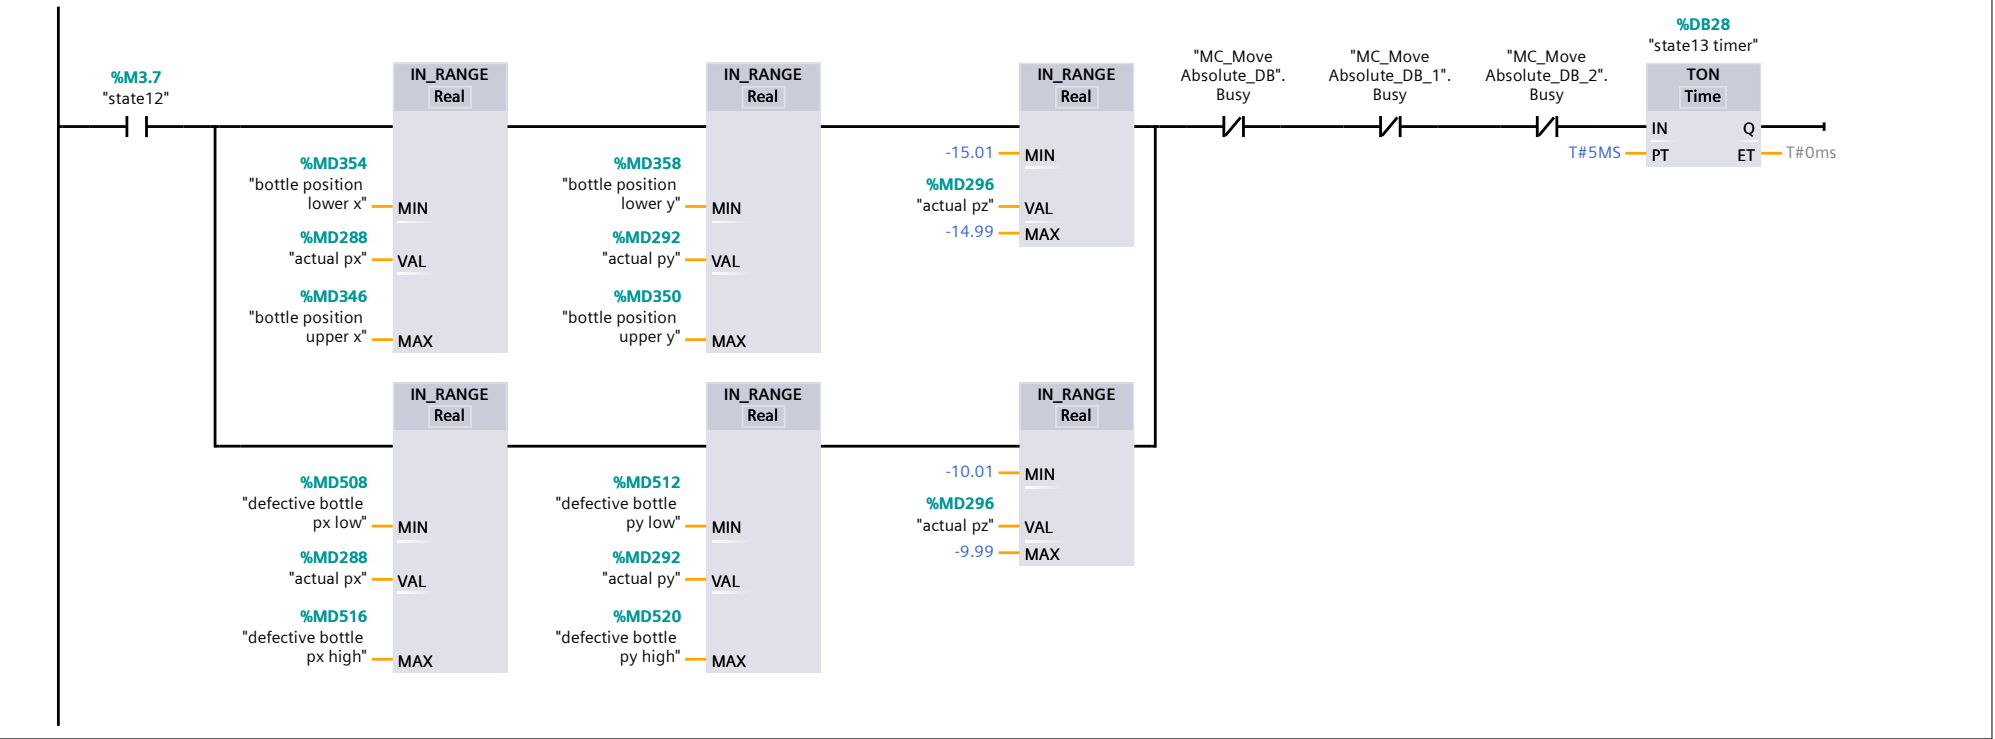 %M3.7
"state12"
IN_RANGE
Real
%MD354
"bottle position
lower x"
MIN
%MD288
"actual px"
VAL
%MD346
"bottle position
upper x"
MAX
IN_RANGE
Real
%MD358
"bottle position
lower y"
MIN
%MD292
"actual py"
VAL
%MD350
"bottle position
upper y"
MAX
IN_RANGE
Real
-15.01
MIN
%MD296
"actual pz"
VAL
-14.99
MAX
"MC_Move
Absolute_DB".
Busy
"MC_Move
Absolute_DB_1".
Busy
"MC_Move
Absolute_DB_2".
Busy
%DB28
"state13 timer"
TON
Time
IN
Q
T#5MS
PT
ET
T#0ms
IN_RANGE
Real
%MD508
"defective bottle
px low"
MIN
%MD288
"actual px"
VAL
%MD516
"defective bottle
px high"
MAX
IN_RANGE
Real
%MD512
"defective bottle
py low"
MIN
%MD292
"actual py"
VAL
%MD520
"defective bottle
py high"
MAX
IN_RANGE
Real
-10.01
MIN
%MD296
"actual pz"
VAL
-9.99
MAX